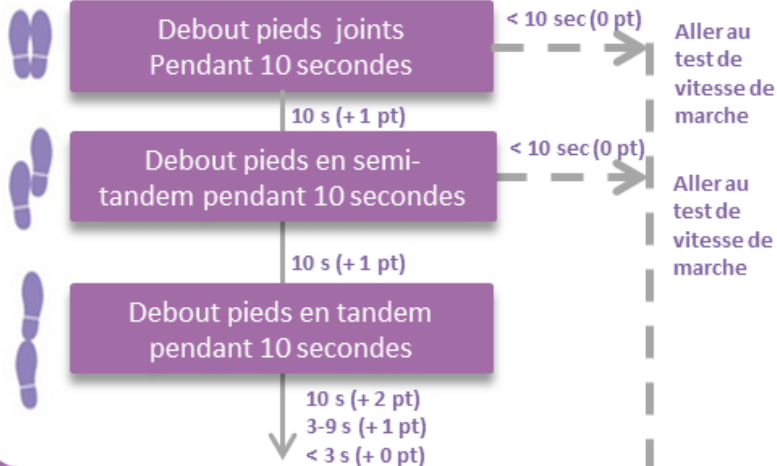 Debout pieds joints
Pendant 10 secondes
< 10 sec (0 pt)
Aller au
test de
vitesse de
marche
10 s (+ 1 pt)
Debout pieds en semi-
tandem pendant 10 secondes
< 10 sec (0 pt)
Aller au
test de
vitesse de
marche
10 s (+ 1 pt)
Debout pieds en tandem
pendant 10 secondes
10 s (+ 2 pt)
3-9 s (+ 1 pt)
< 3 s (+ 0 pt)